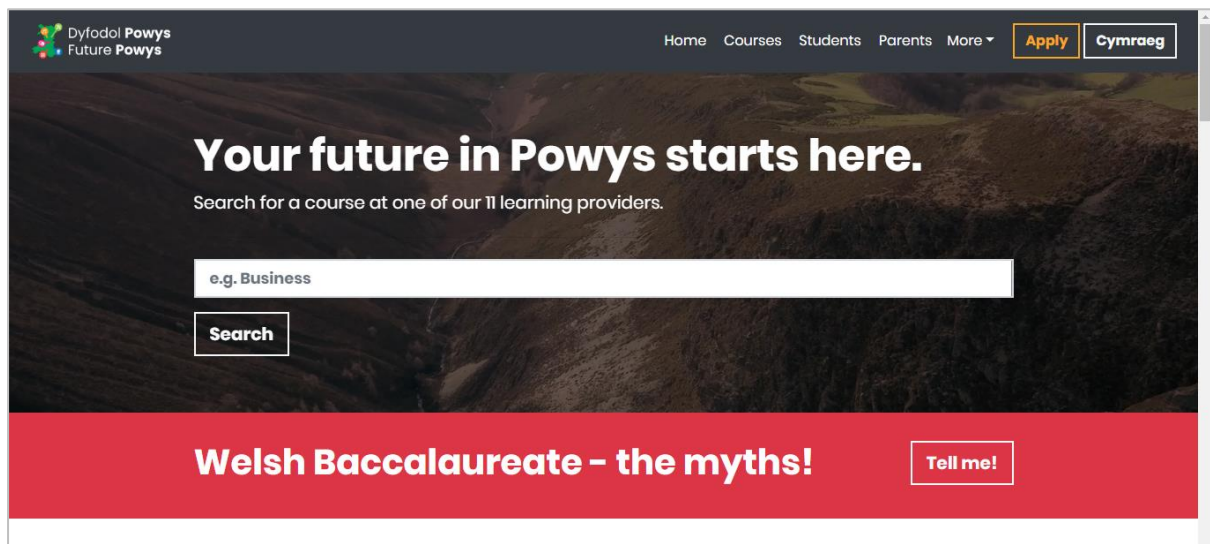 Dyfodol Powys
Future Powys
Home Courses Students Parents More Apply Cymraeg
Your future in Powys starts here.
Search for a course at one of our 11 learning providers.
e.g. Business
Search
Welsh Baccalaureate - the myths! Tell me!